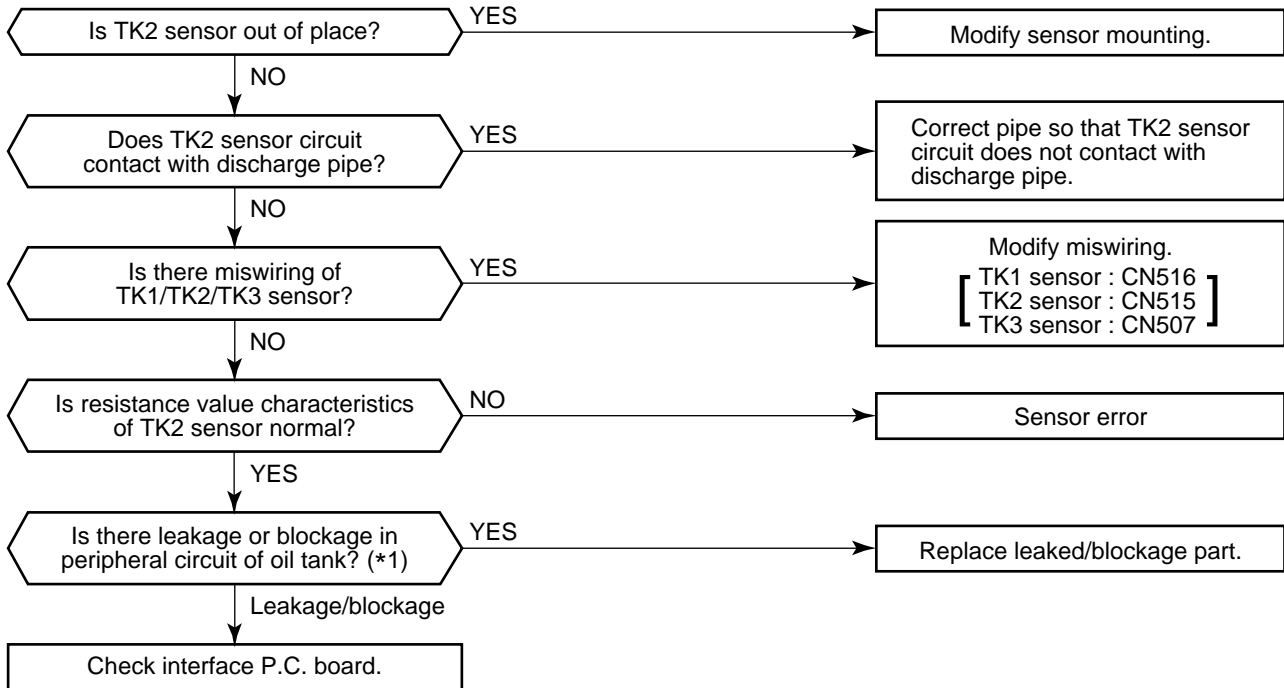 Is TK2 sensor out of place?
YES
Modify sensor mounting.
NO
Does TK2 sensor circuit
contact with discharge pipe?
YES
Correct pipe so that TK2 sensor
circuit does not contact with
discharge pipe.
NO
Is there miswiring of
TK1/TK2/TK3 sensor?
YES
Modify miswiring.
[ TK1 sensor : CN516
TK2 sensor : CN515
TK3 sensor : CN507 ]
NO
Is resistance value characteristics
of TK2 sensor normal?
NO
Sensor error
YES
Is there leakage or blockage in
peripheral circuit of oil tank? (*1)
YES
Replace leaked/blockage part.
Leakage/blockage
Check interface P.C. board.